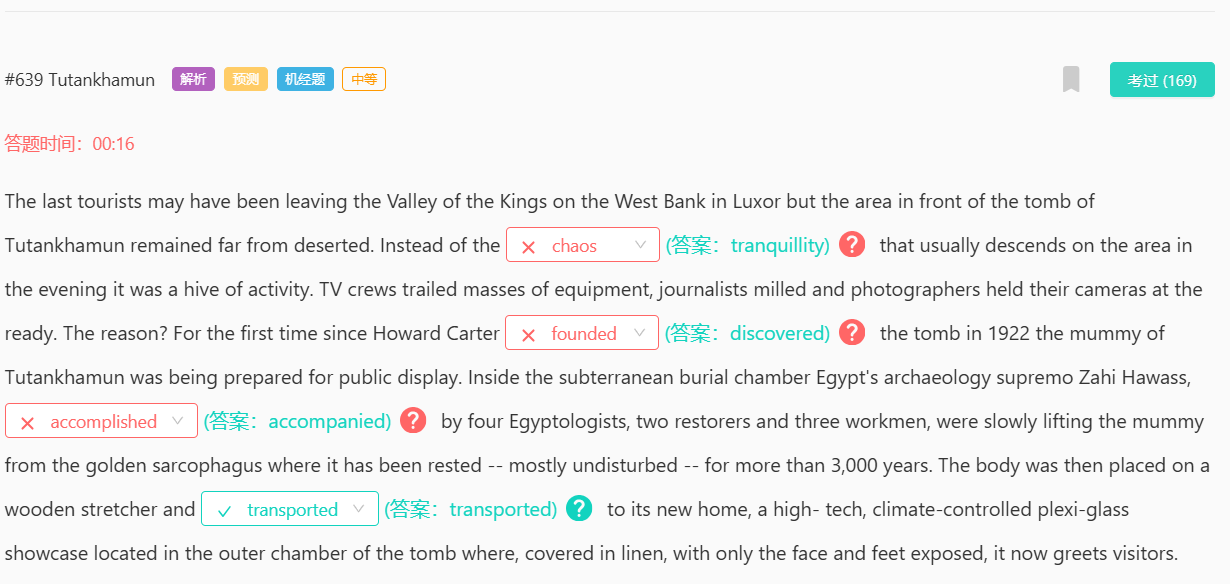 #639 Tutankhamun 解析 预测 机经题 中等 考过 (169)
答题时间：00:16
The last tourists may have been leaving the Valley of the Kings on the West Bank in Luxor but the area in front of the tomb of
Tutankhamun remained far from deserted. Instead of the chaos (答案：tranquillity) ? that usually descends on the area in
the evening it was a hive of activity. TV crews trailed masses of equipment, journalists milled and photographers held their cameras at the
ready. The reason? For the first time since Howard Carter founded (答案：discovered) ? the tomb in 1922 the mummy of
Tutankhamun was being prepared for public display. Inside the subterranean burial chamber Egypt's archaeology supremo Zahi Hawass,
accomplished (答案：accompanied) ? by four Egyptologists, two restorers and three workmen, were slowly lifting the mummy
from the golden sarcophagus where it has been rested -- mostly undisturbed -- for more than 3,000 years. The body was then placed on a
wooden stretcher and transported (答案：transported) ? to its new home, a high- tech, climate-controlled plexi-glass
showcase located in the outer chamber of the tomb where, covered in linen, with only the face and feet exposed, it now greets visitors.